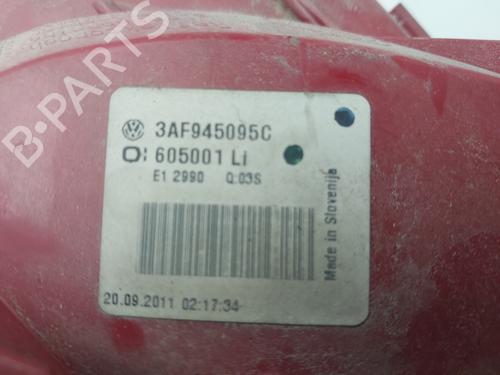 3AF945095C
605001 Li
E1 2990 Q:03S
20.09.2011 02:17:34
Made in Slovenija
B-PARTS